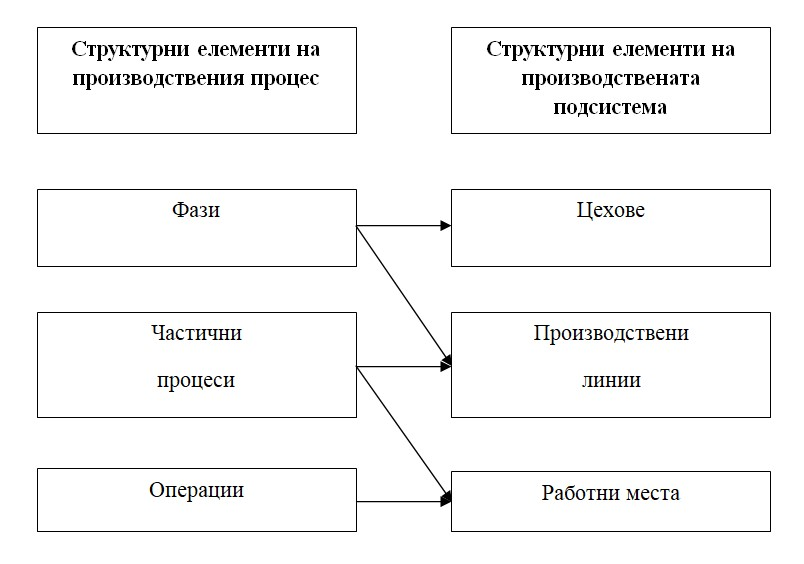 Структурни елементи на
производствения процес
Структурни елементи на
производствената
подсистема
Фази
Цехове
Частични
процеси
Производствени
линии
Операции
Работни места